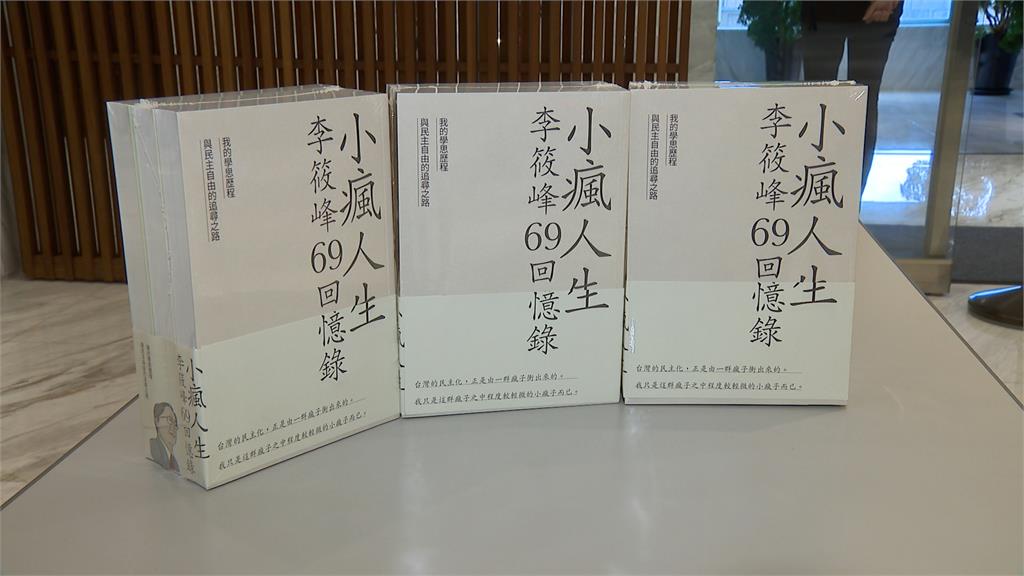 小瘋人生
李筱峰69回憶錄
我的學思歷程
與民主自由的追尋之路
台灣的民主化，正是由一群瘋子衝出來的。
我只是這群瘋子之中程度較輕微的小瘋子而已。
小瘋人生
李筱峰69回憶錄
小瘋人生
李筱峰69回憶錄
我的學思歷程
與民主自由的追尋之路
台灣的民主化，正是由一群瘋子衝出來的。
我只是這群瘋子之中程度較輕微的小瘋子而已。
小瘋人生
李筱峰69回憶錄
我的學思歷程
與民主自由的追尋之路
台灣的民主化，正是由一群瘋子衝出來的。
我只是這群瘋子之中程度較輕微的小瘋子而已。